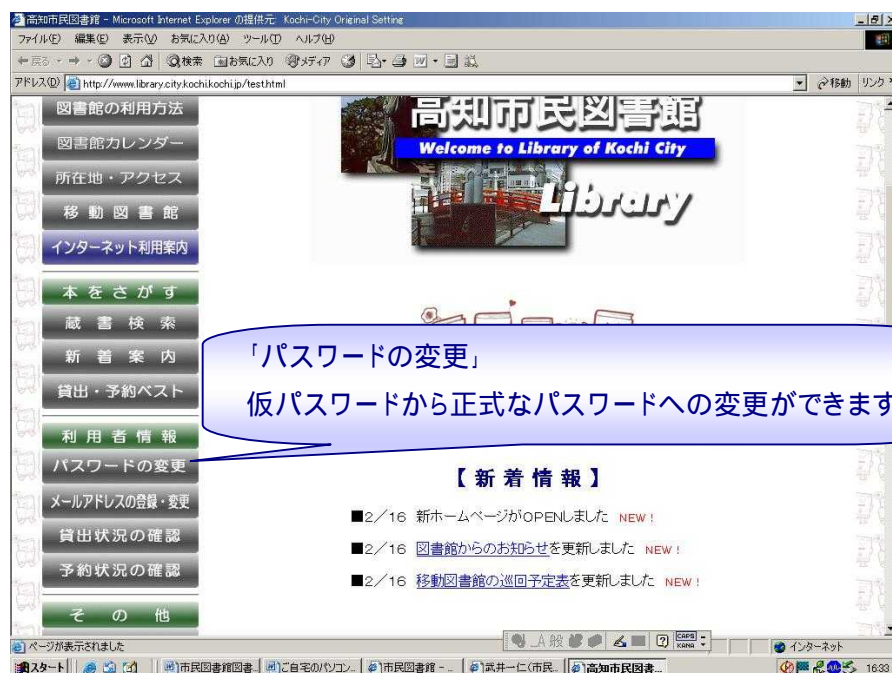 高知市民図書館 - Microsoft Internet Explorer の提供元: Kochi-City Original Setting
ファイル(F) 編集(E) 表示(V) お気に入り(A) ツール(T) ヘルプ(H)
戻る 検索 お気に入り メディア
アドレス(D) http://www.library.city.kochi.kochi.jp/test.html 移動 リンク
図書館の利用方法
図書館カレンダー
所在地・アクセス
移動図書館
インターネット利用案内
本をさがす
蔵書検索
新着案内
貸出・予約ベスト
利用者情報
パスワードの変更
メールアドレスの登録・変更
貸出状況の確認
予約状況の確認
その他
高知市民図書館
Welcome to Library of Kochi City
Library
「パスワードの変更」
仮パスワードから正式なパスワードへの変更ができます
【新着情報】
■2/16 新ホームページがOPENしました NEW!
■2/16 図書館からのお知らせを更新しました NEW!
■2/16 移動図書館の巡回予定表を更新しました NEW!
ページが表示されました
A 般
CAPS
KANA
インターネット
スタート
市民図書館図書...
ご自宅のパソコン...
市民図書館 - ...
武井一仁(市民...
高知市民図書...
16:33